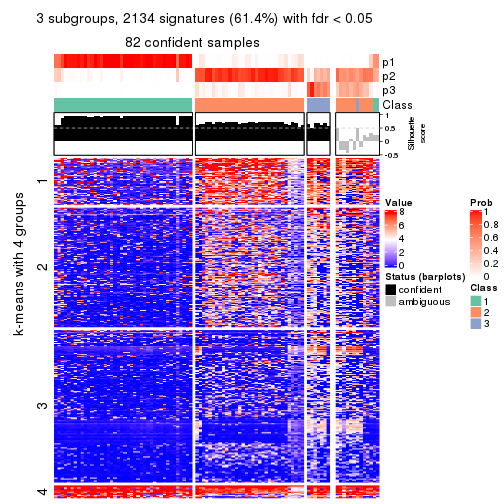 3 subgroups, 2134 signatures (61.4%) with fdr < 0.05
82 confident samples
p1
p2
p3
Class
1
0.5
0
-0.5
Silhouette
score
k-means with 4 groups
1
2
3
4
Value
8
6
4
2
0
Status (barplots)
confident
ambiguous
Prob
1
0.8
0.6
0.4
0.2
0
Class
1
2
3